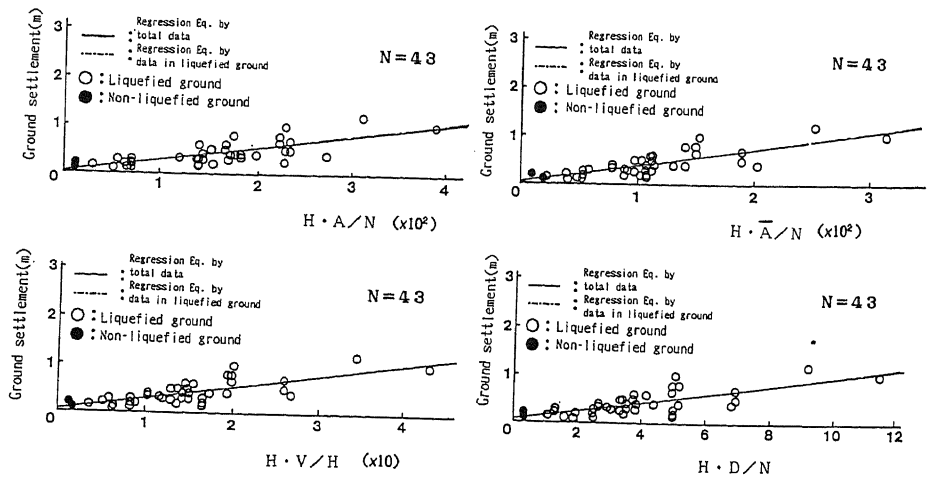 Ground settlement(m)
3
2
1
0
Regression Eq. by
: total data
Regression Eq. by
: data in liquefied ground
: Liquefied ground
: Non-liquefied ground
N=43
1
2
3
4
H・A/N (x10²)
Ground settlement(m)
3
2
1
0
Regression Eq. by
: total data
Regression Eq. by
: data in liquefied ground
: Liquefied ground
: Non-liquefied ground
N=43
1
2
3
H・A̅/N (x10²)
Ground settlement(m)
3
2
1
0
Regression Eq. by
: total data
Regression Eq. by
: data in liquefied ground
: Liquefied ground
: Non-liquefied ground
N=43
1
2
3
4
H・V/H (x10)
Ground settlement(m)
3
2
1
0
Regression Eq. by
: total data
Regression Eq. by
: data in liquefied ground
: Liquefied ground
: Non-liquefied ground
N=43
2
4
6
8
10
12
H・D/N